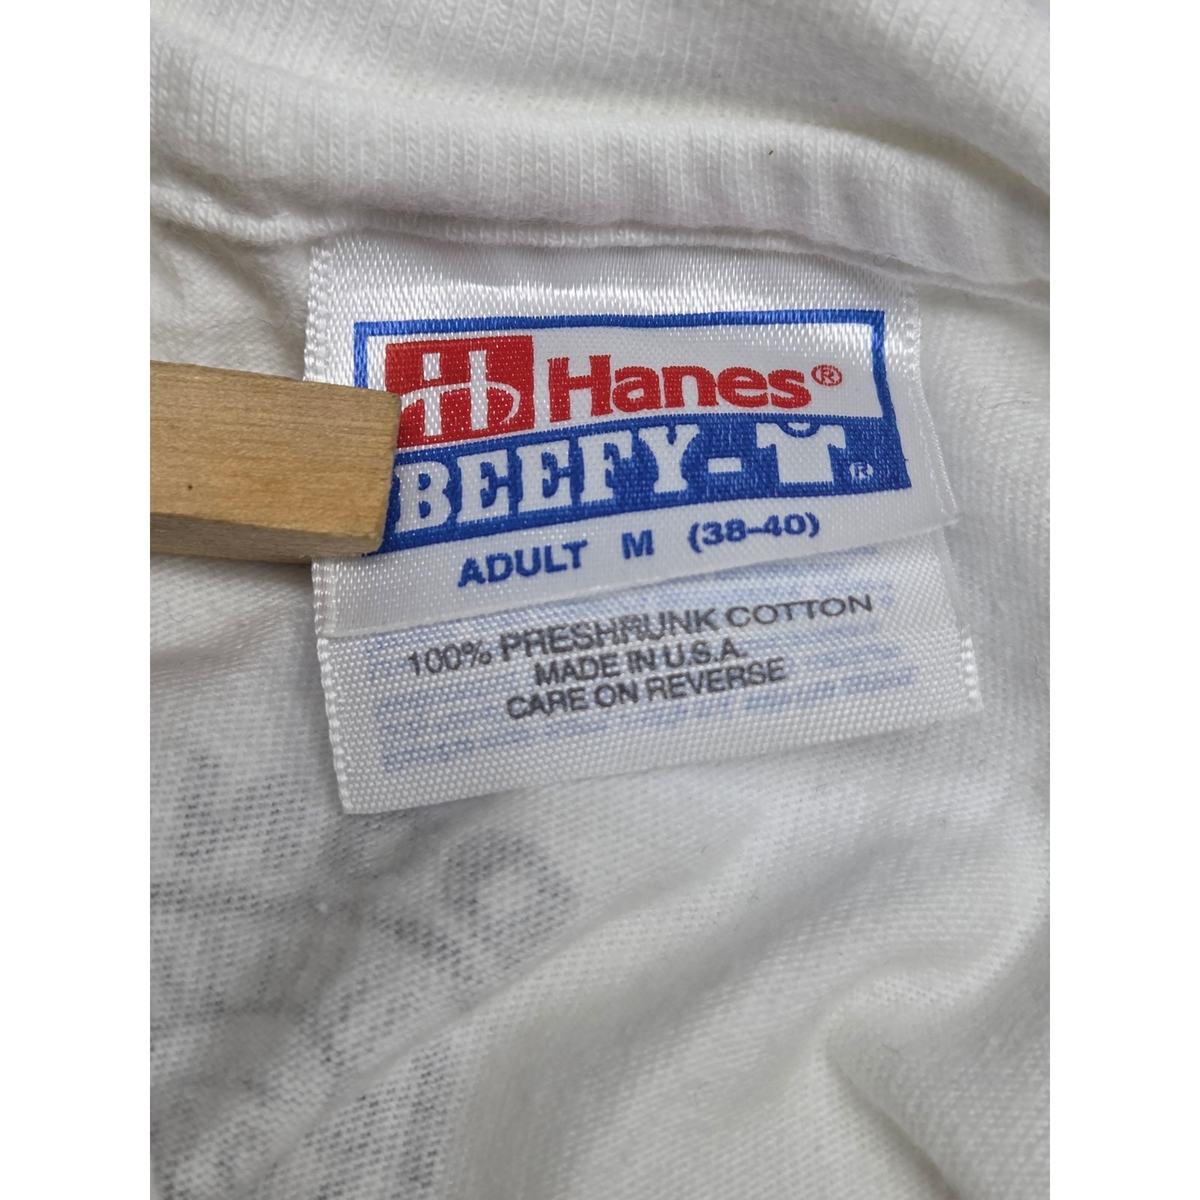 H Hanes®
BEEFY-T®
ADULT M (38-40)
100% PRESHRUNK COTTON
MADE IN U.S.A.
CARE ON REVERSE